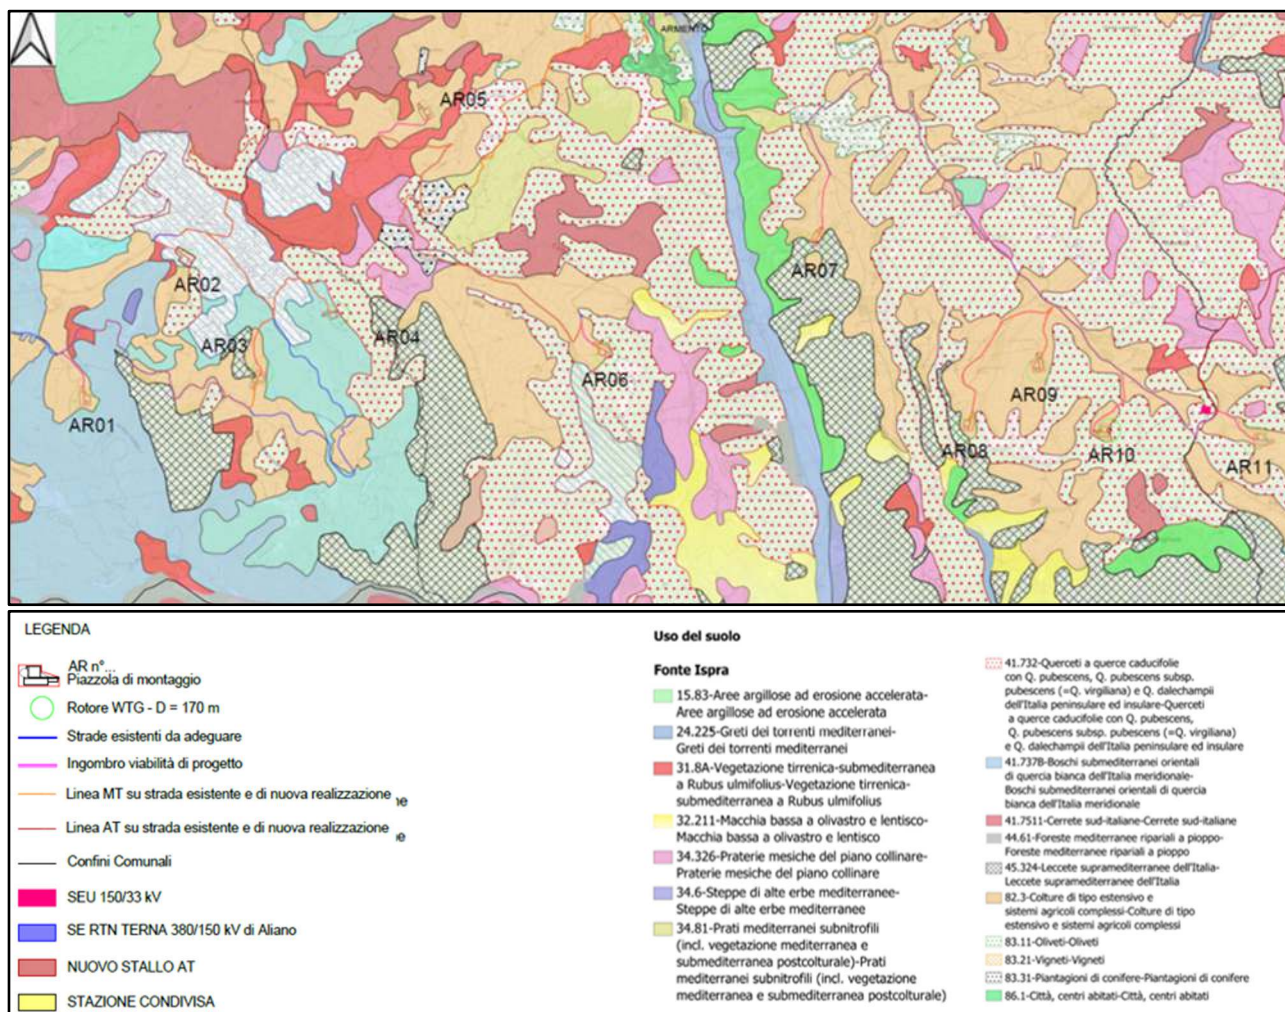 ARMENTO
AR05
AR07
AR02
AR03
AR04
AR06
AR01
AR09
AR08
AR10
AR11
LEGENDA
AR n°...
Piazzola di montaggio
Rotore WTG - D = 170 m
Strade esistenti da adeguare
Ingombro viabilità di progetto
Linea MT su strada esistente e di nuova realizzazione
ne
Linea AT su strada esistente e di nuova realizzazione
e
Confini Comunali
SEU 150/33 kV
SE RTN TERNA 380/150 kV di Aliano
NUOVO STALLO AT
STAZIONE CONDIVISA
Uso del suolo
Fonte Ispra
15.83-Aree argillose ad erosione accelerata-
Aree argillose ad erosione accelerata
24.225-Greti dei torrenti mediterranei-
Greti dei torrenti mediterranei
31.8A-Vegetazione tirrenica-submediterranea
a Rubus ulmifolius-Vegetazione tirrenica-
submediterranea a Rubus ulmifolius
32.211-Macchia bassa a olivastro e lentisco-
Macchia bassa a olivastro e lentisco
34.326-Praterie mesiche del piano collinare-
Praterie mesiche del piano collinare
34.6-Steppe di alte erbe mediterranee-
Steppe di alte erbe mediterranee
34.81-Prati mediterranei subnitrofili
(incl. vegetazione mediterranea e
submediterranea postcolturale)-Prati
mediterranei subnitrofili (incl. vegetazione
mediterranea e submediterranea postcolturale)
41.732-Querceti a querce caducifolie
con Q. pubescens, Q. pubescens subsp.
pubescens (=Q. virgiliana) e Q. dalechampii
dell'Italia peninsulare ed insulare-Querceti
a querce caducifolie con Q. pubescens,
Q. pubescens subsp. pubescens (=Q. virgiliana)
e Q. dalechampii dell'Italia peninsulare ed insulare
41.737B-Boschi submediterranei orientali
di quercia bianca dell'Italia meridionale-
Boschi submediterranei orientali di quercia
bianca dell'Italia meridionale
41.7511-Cerrete sud-italiane-Cerrete sud-italiane
44.61-Foreste mediterranee ripariali a pioppo-
Foreste mediterranee ripariali a pioppo
45.324-Leccete supramediterranee dell'Italia-
Leccete supramediterranee dell'Italia
82.3-Colture di tipo estensivo e
sistemi agricoli complessi-Colture di tipo
estensivo e sistemi agricoli complessi
83.11-Oliveti-Oliveti
83.21-Vigneti-Vigneti
83.31-Piantagioni di conifere-Piantagioni di conifere
86.1-Città, centri abitati-Città, centri abitati